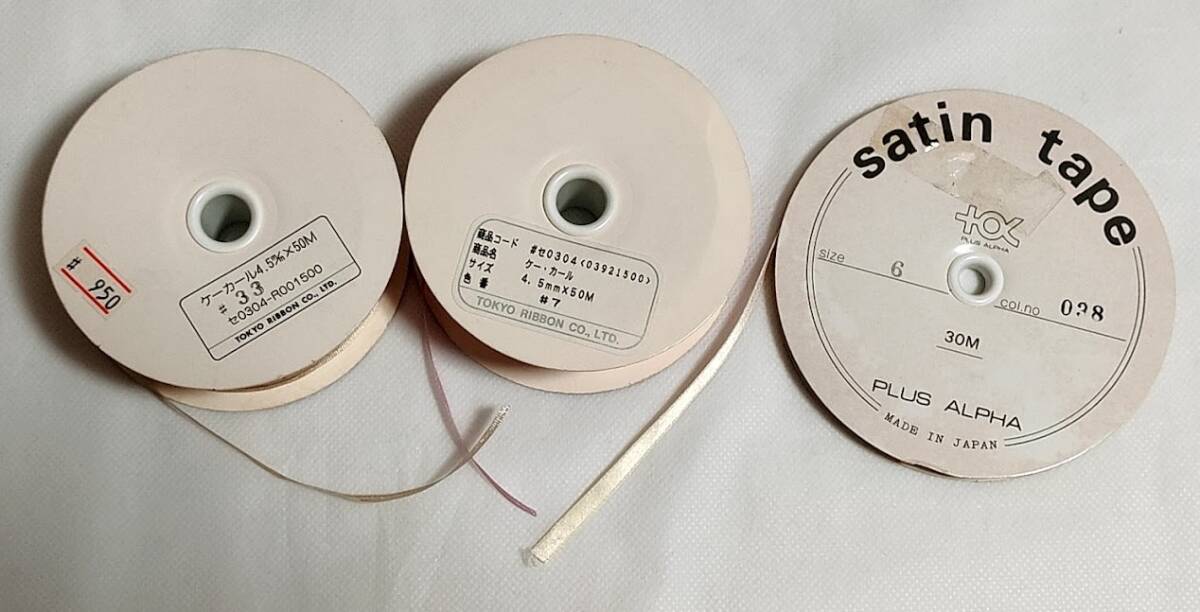 ケーカール4.5㎜×50M
# 33
セ0304-R001500
TOKYO RIBBON CO., LTD.
# 950
商品コード #セ0304<03921500>
商品名 ケー・カール
サイズ 4.5mm×50M
色番 #7
TOKYO RIBBON CO., LTD.
satin tape
PLUS ALPHA
size 6
col.no 038
30M
PLUS ALPHA
MADE IN JAPAN